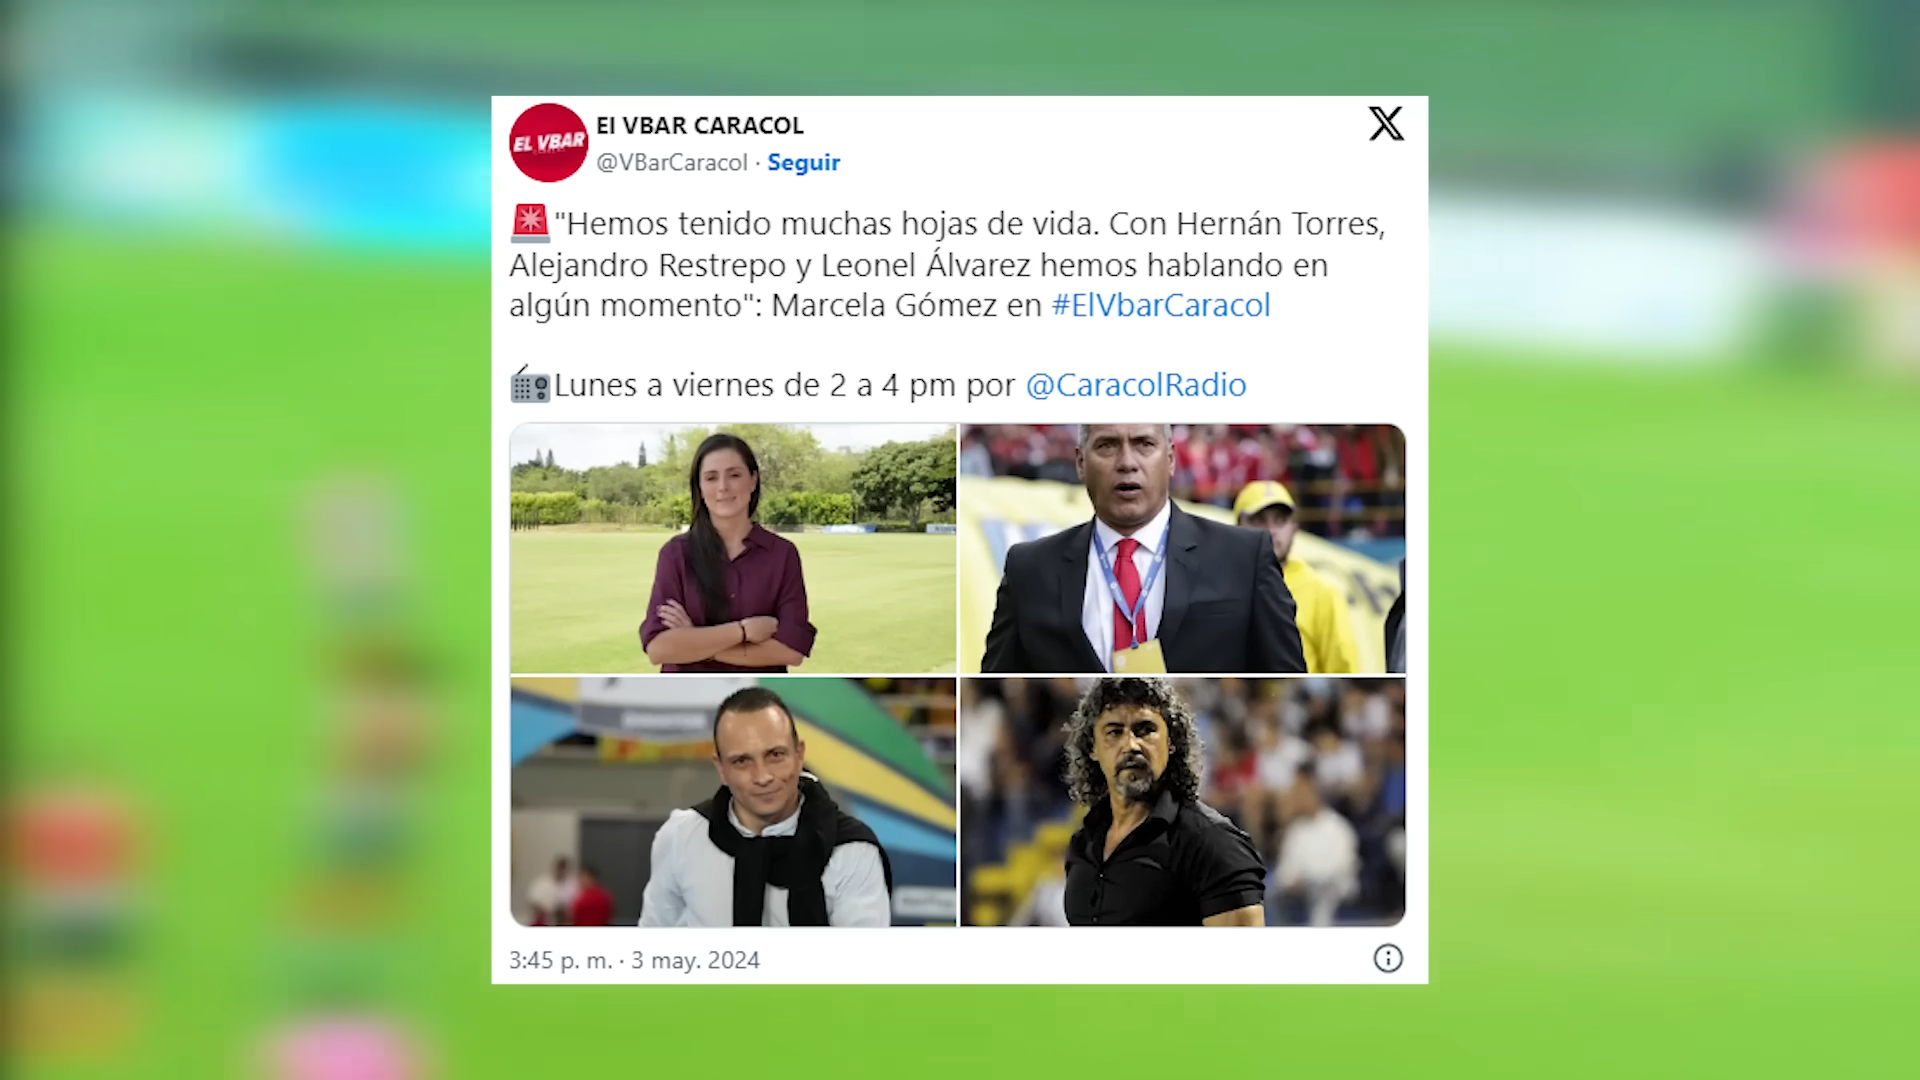 EL VBAR
El VBAR CARACOL
@VBarCaracol · Seguir
"Hemos tenido muchas hojas de vida. Con Hernán Torres,
Alejandro Restrepo y Leonel Álvarez hemos hablando en
algún momento": Marcela Gómez en #ElVbarCaracol
Lunes a viernes de 2 a 4 pm por @CaracolRadio
3:45 p. m. · 3 may. 2024